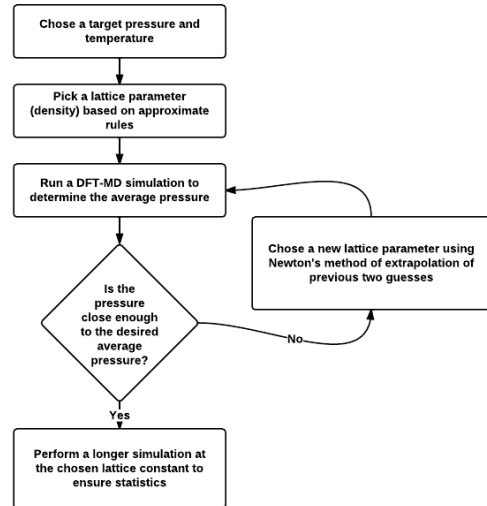 Chose a target pressure and
temperature
Pick a lattice parameter
(density) based on approximate
rules
Run a DFT-MD simulation to
determine the average pressure
Chose a new lattice parameter using
Newton's method of extrapolation of
previous two guesses
Is the
pressure
close enough
to the desired
average
pressure?
No
Yes
Perform a longer simulation at
the chosen lattice constant to
ensure statistics